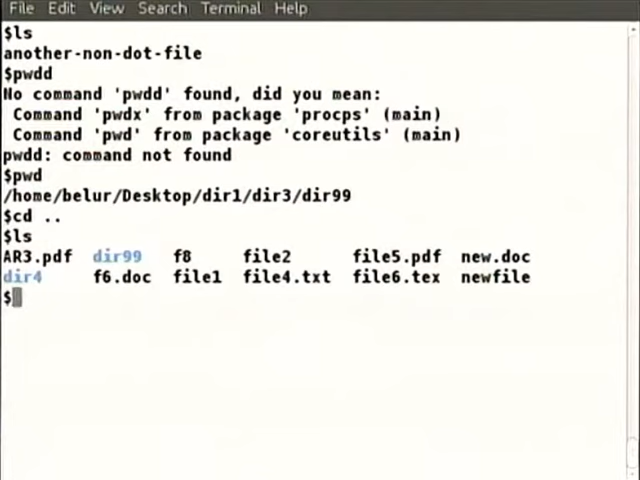 File Edit View Search Terminal Help
$ls
another-non-dot-file
$pwdd
No command 'pwdd' found, did you mean:
Command 'pwdx' from package 'procps' (main)
Command 'pwd' from package 'coreutils' (main)
pwdd: command not found
$pwd
/home/belur/Desktop/dir1/dir3/dir99
$cd ..
$ls
AR3.pdf dir99 f8 file2 file5.pdf new.doc
dir4 f6.doc file1 file4.txt file6.tex newfile
$